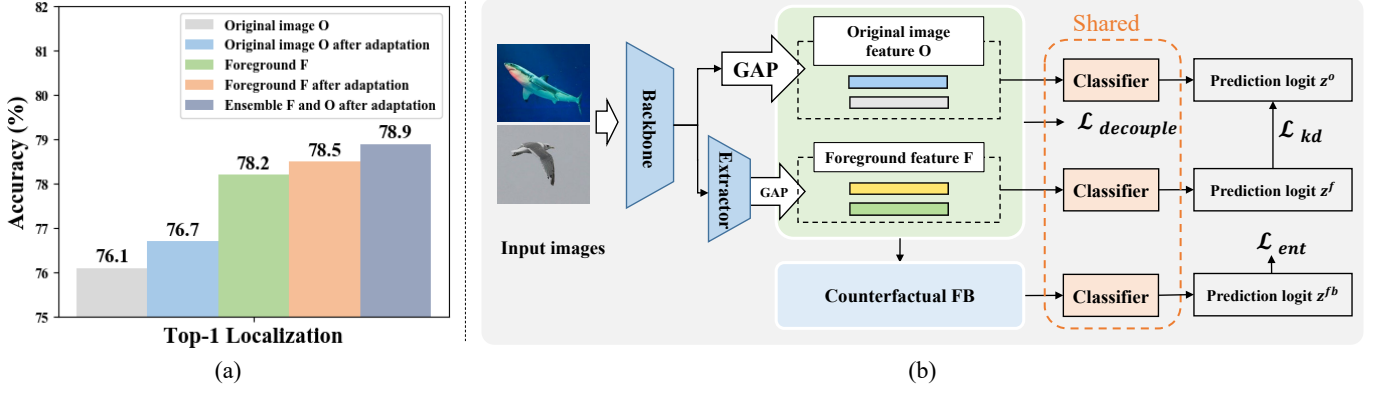 82
81
80
79
78
77
76
75
Accuracy (%)
Original image O
Original image O after adaptation
Foreground F
Foreground F after adaptation
Ensemble F and O after adaptation
76.1
76.7
78.2
78.5
78.9
Top-1 Localization
(a)
Input images
Backbone
Extractor
GAP
GAP
Original image
feature O
Foreground feature F
Counterfactual FB
Shared
Classifier
Classifier
Classifier
ℒ decouple
Prediction logit z^o
ℒ kd
Prediction logit z^f
ℒ ent
Prediction logit z^fb
(b)